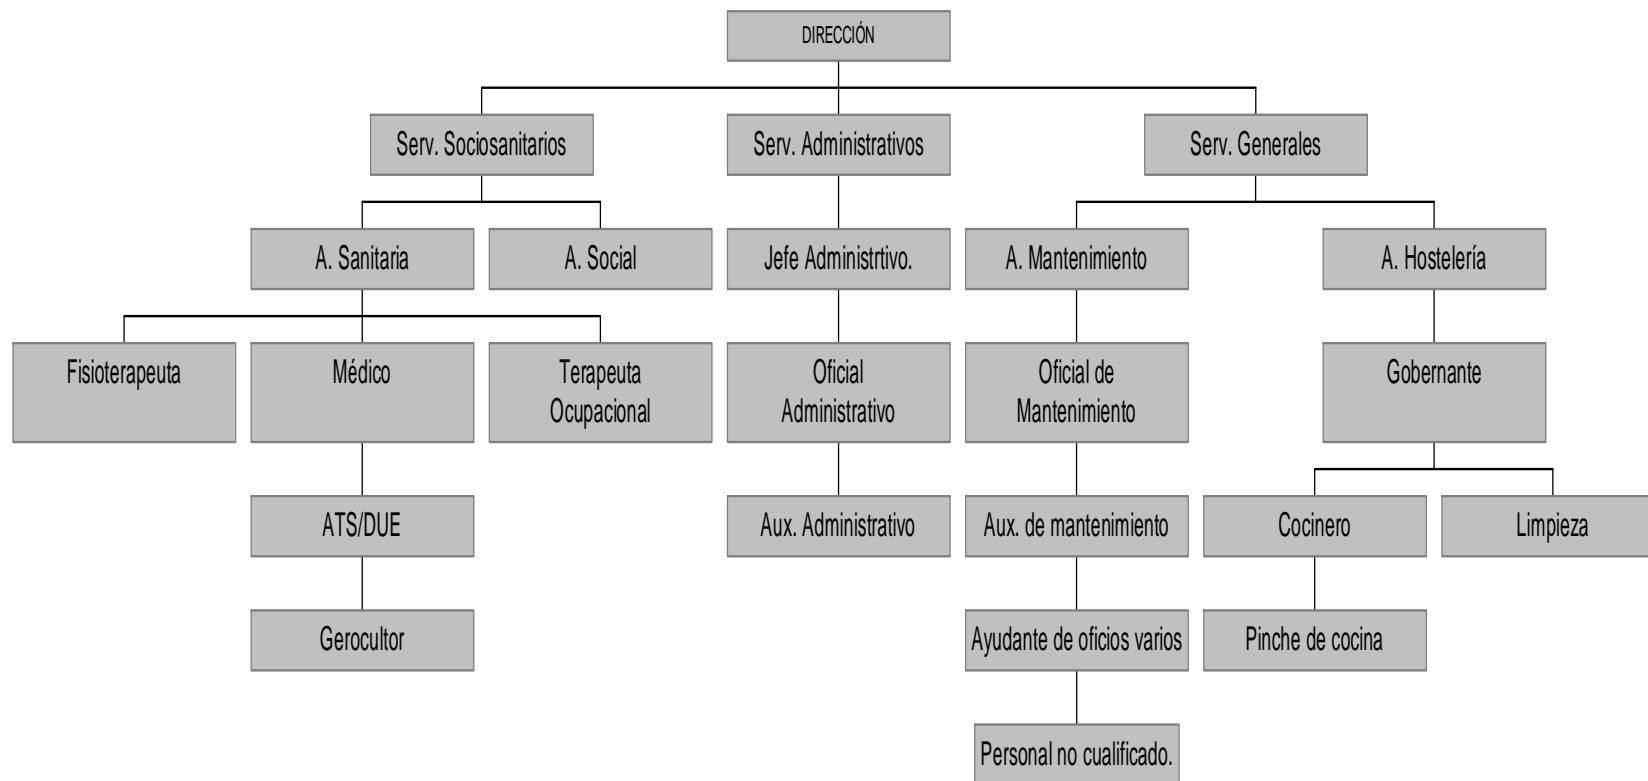 DIRECCIÓN
Serv. Sociosanitarios
Serv. Administrativos
Serv. Generales
A. Sanitaria
A. Social
Jefe Administrtivo.
A. Mantenimiento
A. Hostelería
Fisioterapeuta
Médico
Terapeuta
Ocupacional
Oficial
Administrativo
Oficial de
Mantenimiento
Gobernante
ATS/DUE
Aux. Administrativo
Aux. de mantenimiento
Cocinero
Limpieza
Gerocultor
Ayudante de oficios varios
Pinche de cocina
Personal no cualificado.